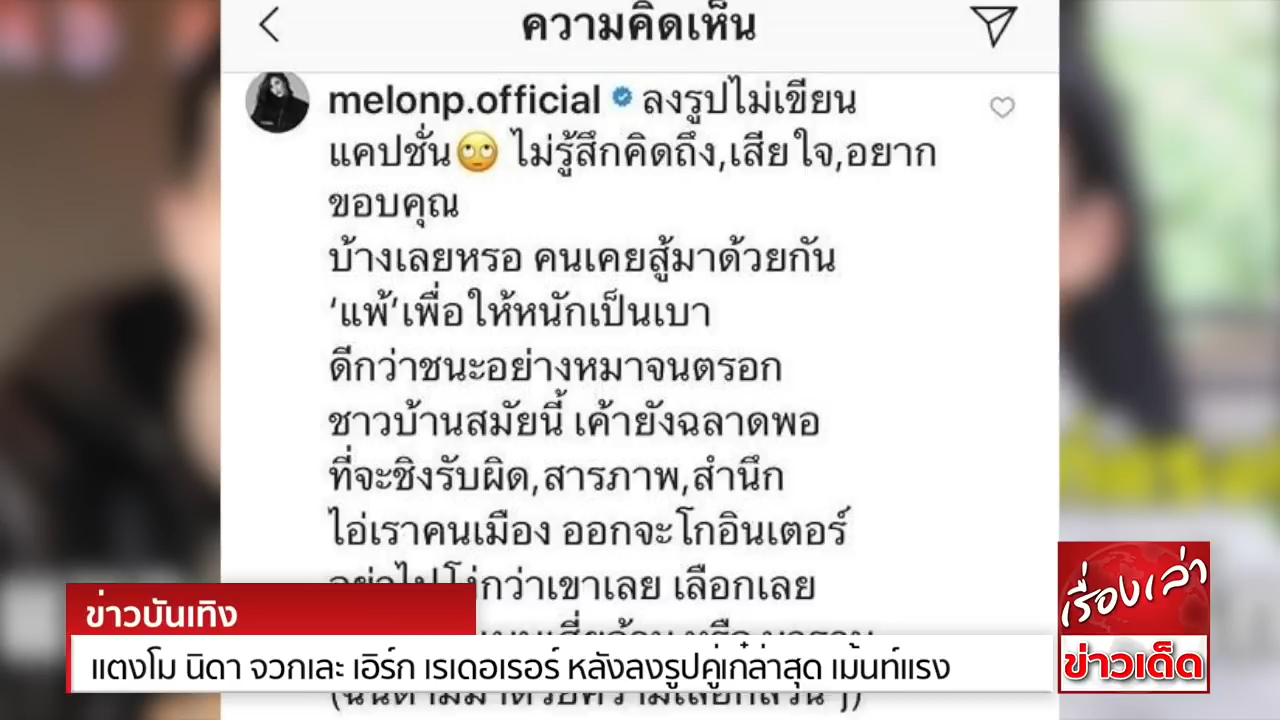 ความคิดเห็น
melonp.official ลงรูปไม่เขียน
แคปชั่น🙄 ไม่รู้สึกคิดถึง,เสียใจ,อยาก
ขอบคุณ
บ้างเลยหรอ คนเคยสู้มาด้วยกัน
‘แพ้’เพื่อให้หนักเป็นเบา
ดีกว่าชนะอย่างหมาจนตรอก
ชาวบ้านสมัยนี้ เค้ายังฉลาดพอ
ที่จะชิงรับผิด,สารภาพ,สำนึก
ไอ่เราคนเมือง ออกจะโกอินเตอร์
กว่าเขาเลย เลือกเลย
ข่าวบันเทิง
แตงโม นิดา จวกเละ เอิร์ก เรเดอเรอร์ หลังลงรูปคู่เก๋ล่าสุด เม้นท์แรง
เรื่องเล่า
ข่าวเด็ด